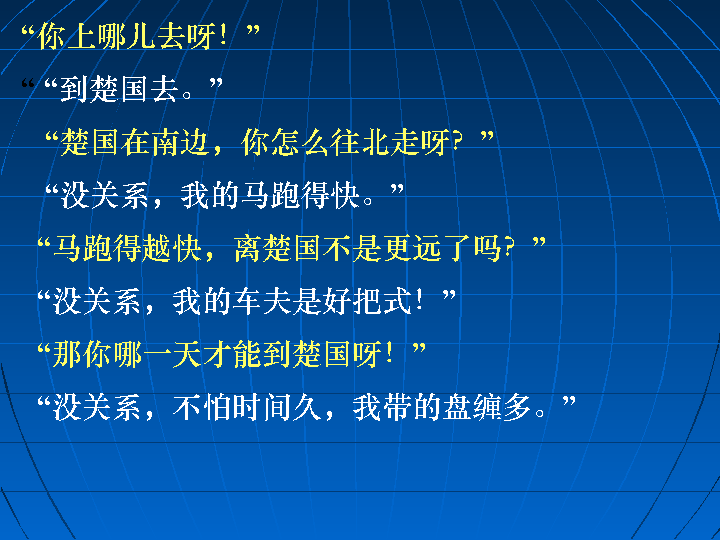 “你上哪儿去呀！”
““到楚国去。”
“楚国在南边，你怎么往北走呀？”
“没关系，我的马跑得快。”
“马跑得越快，离楚国不是更远了吗？”
“没关系，我的车夫是好把式！”
“那你哪一天才能到楚国呀！”
“没关系，不怕时间久，我带的盘缠多。”